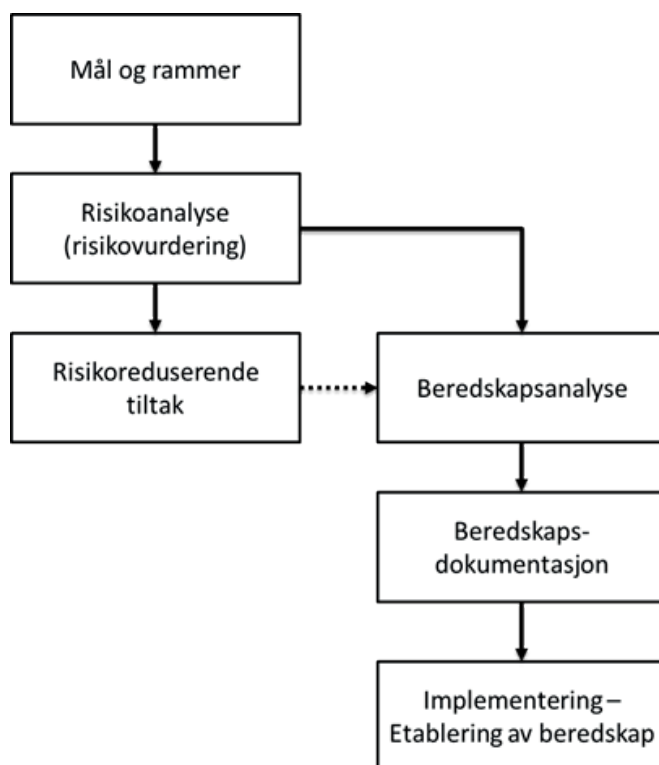 Mål og rammer
Risikoanalyse
(risikovurdering)
Risikoreduserende
tiltak
Beredskapsanalyse
Beredskaps-
dokumentasjon
Implementering –
Etablering av beredskap